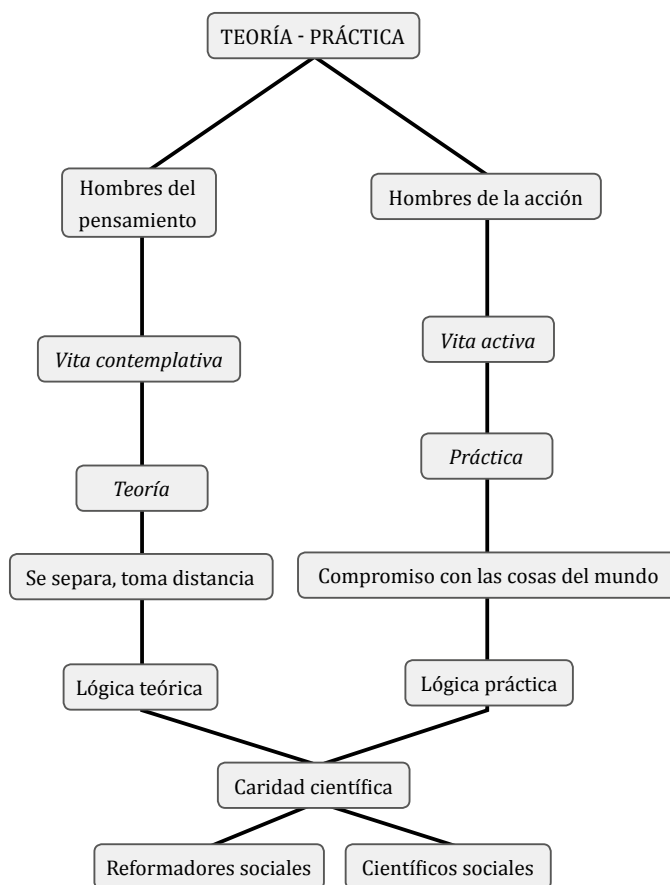 TEORÍA - PRÁCTICA
Hombres del
pensamiento
Hombres de la acción
Vita contemplativa
Vita activa
Teoría
Práctica
Se separa, toma distancia
Compromiso con las cosas del mundo
Lógica teórica
Lógica práctica
Caridad científica
Reformadores sociales
Científicos sociales